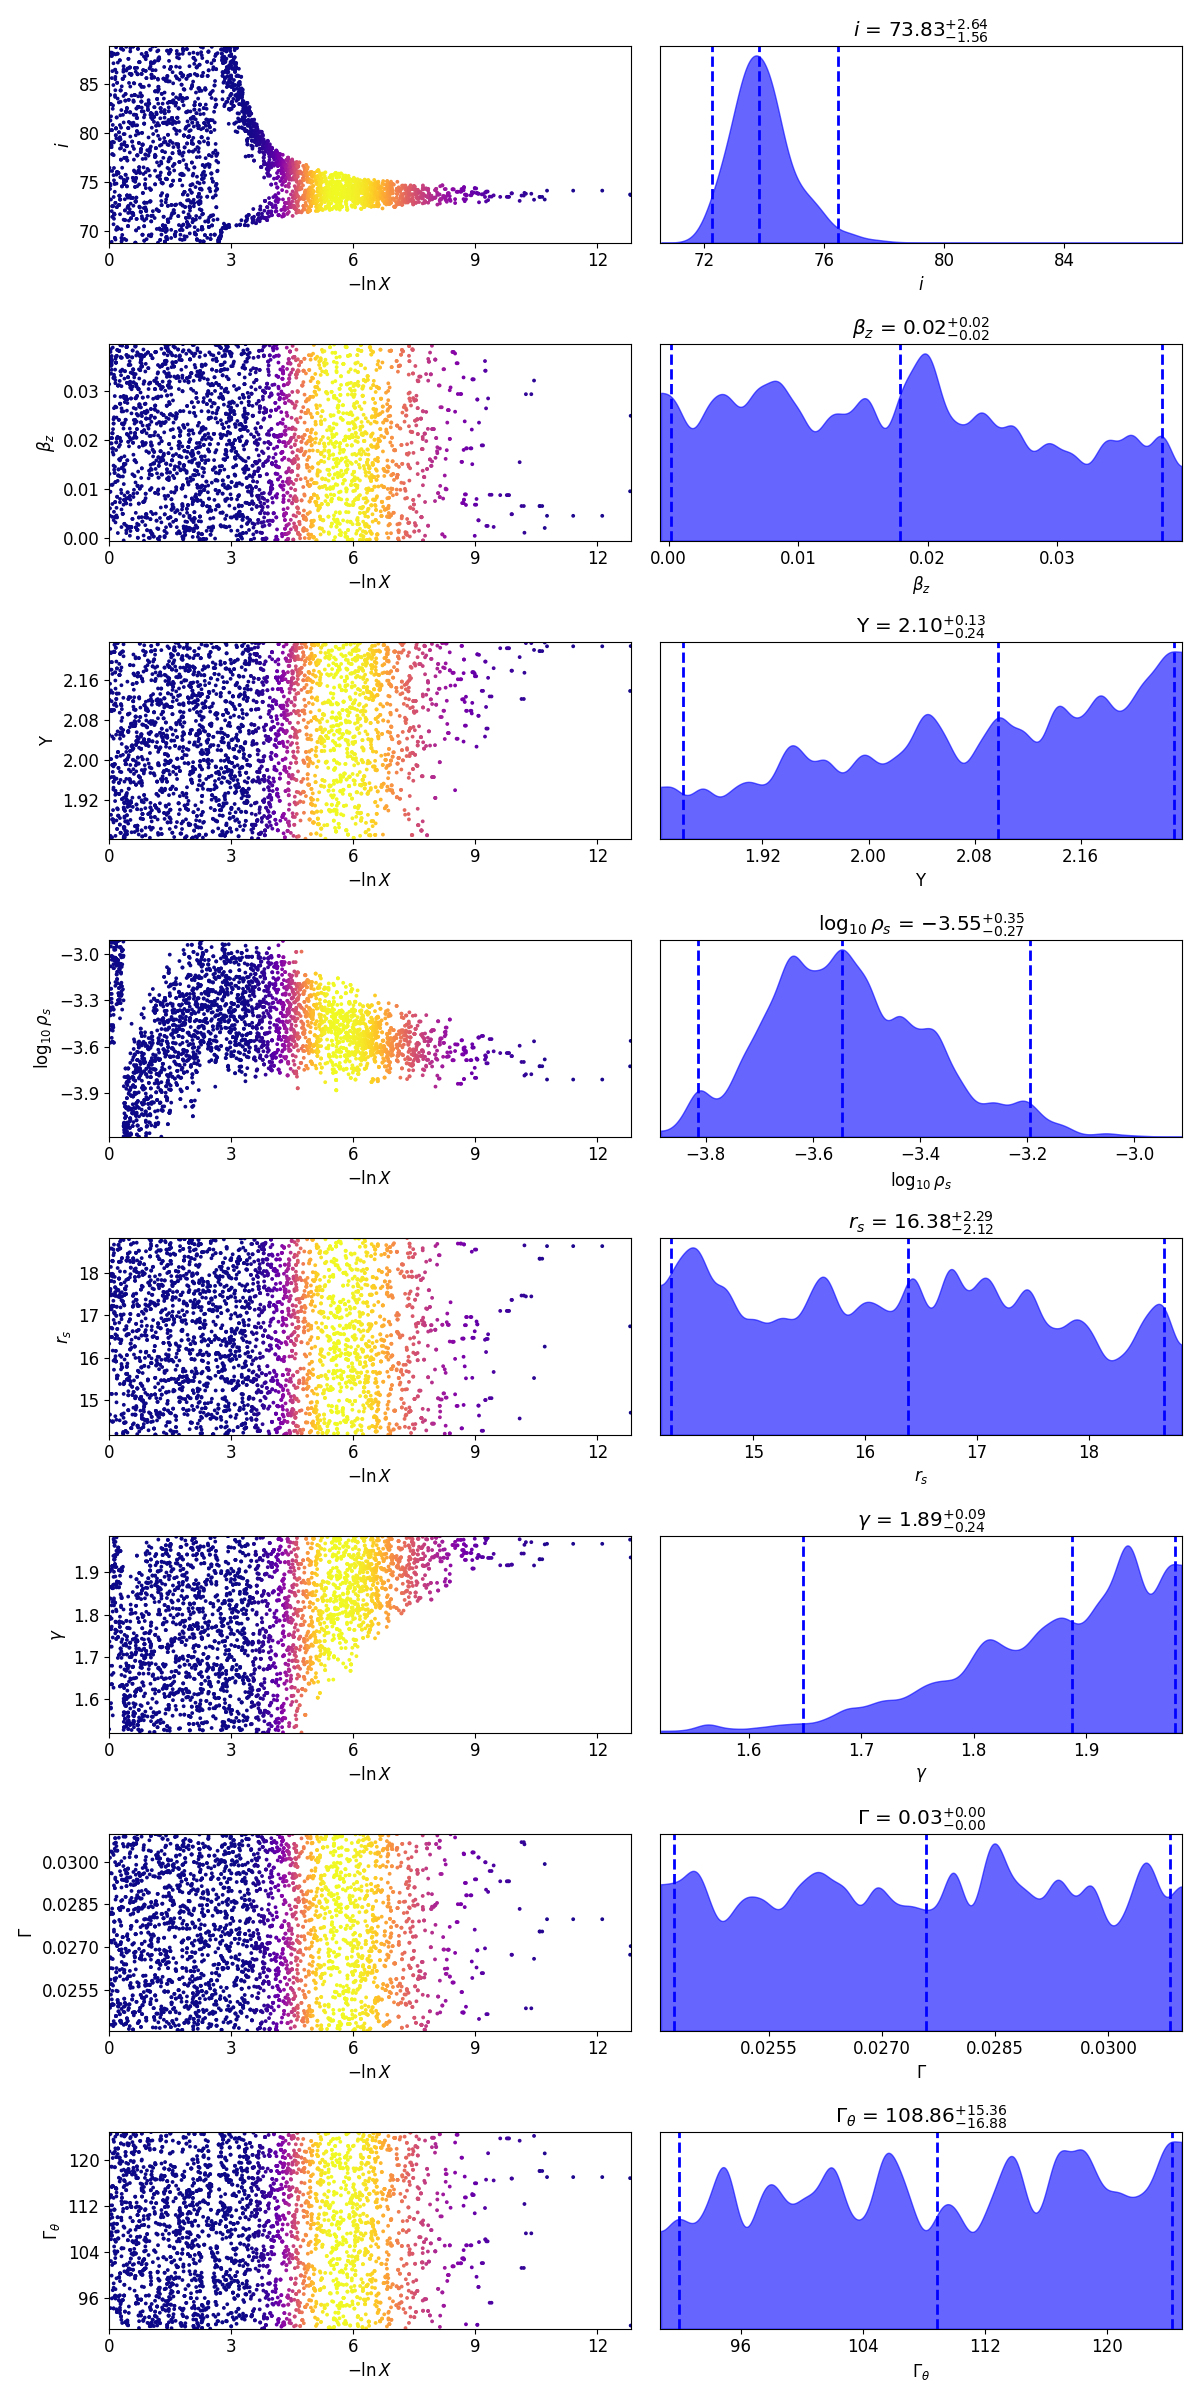 i = 73.83 +2.64 −1.56
85
80
75
70
i
0 3 6 9 12
−ln X
72 76 80 84
i
β_z = 0.02 +0.02 −0.02
0.03
0.02
0.01
0.00
β_z
0 3 6 9 12
−ln X
0.00 0.01 0.02 0.03
β_z
Υ = 2.10 +0.13 −0.24
2.16
2.08
2.00
1.92
Υ
0 3 6 9 12
−ln X
1.92 2.00 2.08 2.16
Υ
log₁₀ ρ_s = −3.55 +0.35 −0.27
−3.0
−3.3
−3.6
−3.9
log₁₀ ρ_s
0 3 6 9 12
−ln X
−3.8 −3.6 −3.4 −3.2 −3.0
log₁₀ ρ_s
r_s = 16.38 +2.29 −2.12
18
17
16
15
r_s
0 3 6 9 12
−ln X
15 16 17 18
r_s
γ = 1.89 +0.09 −0.24
1.9
1.8
1.7
1.6
γ
0 3 6 9 12
−ln X
1.6 1.7 1.8 1.9
γ
Γ = 0.03 +0.00 −0.00
0.0300
0.0285
0.0270
0.0255
Γ
0 3 6 9 12
−ln X
0.0255 0.0270 0.0285 0.0300
Γ
Γ_θ = 108.86 +15.36 −16.88
120
112
104
96
Γ_θ
0 3 6 9 12
−ln X
96 104 112 120
Γ_θ